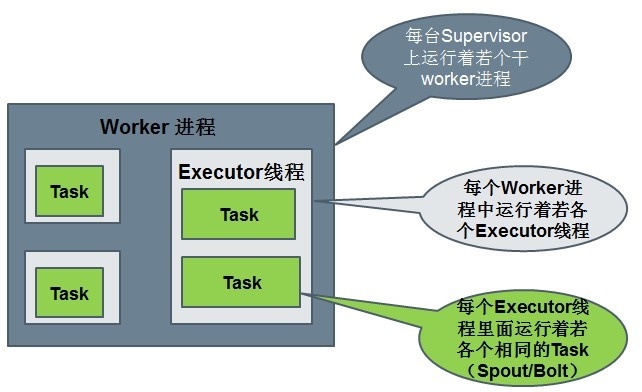 每台Supervisor
上运行着若个干
worker进程
Worker 进程
Executor线程
Task
Task
Task
Task
每个Worker进
程中运行着若各
个Executor线程
每个Executor线
程里面运行着若
各个相同的Task
（Spout/Bolt）